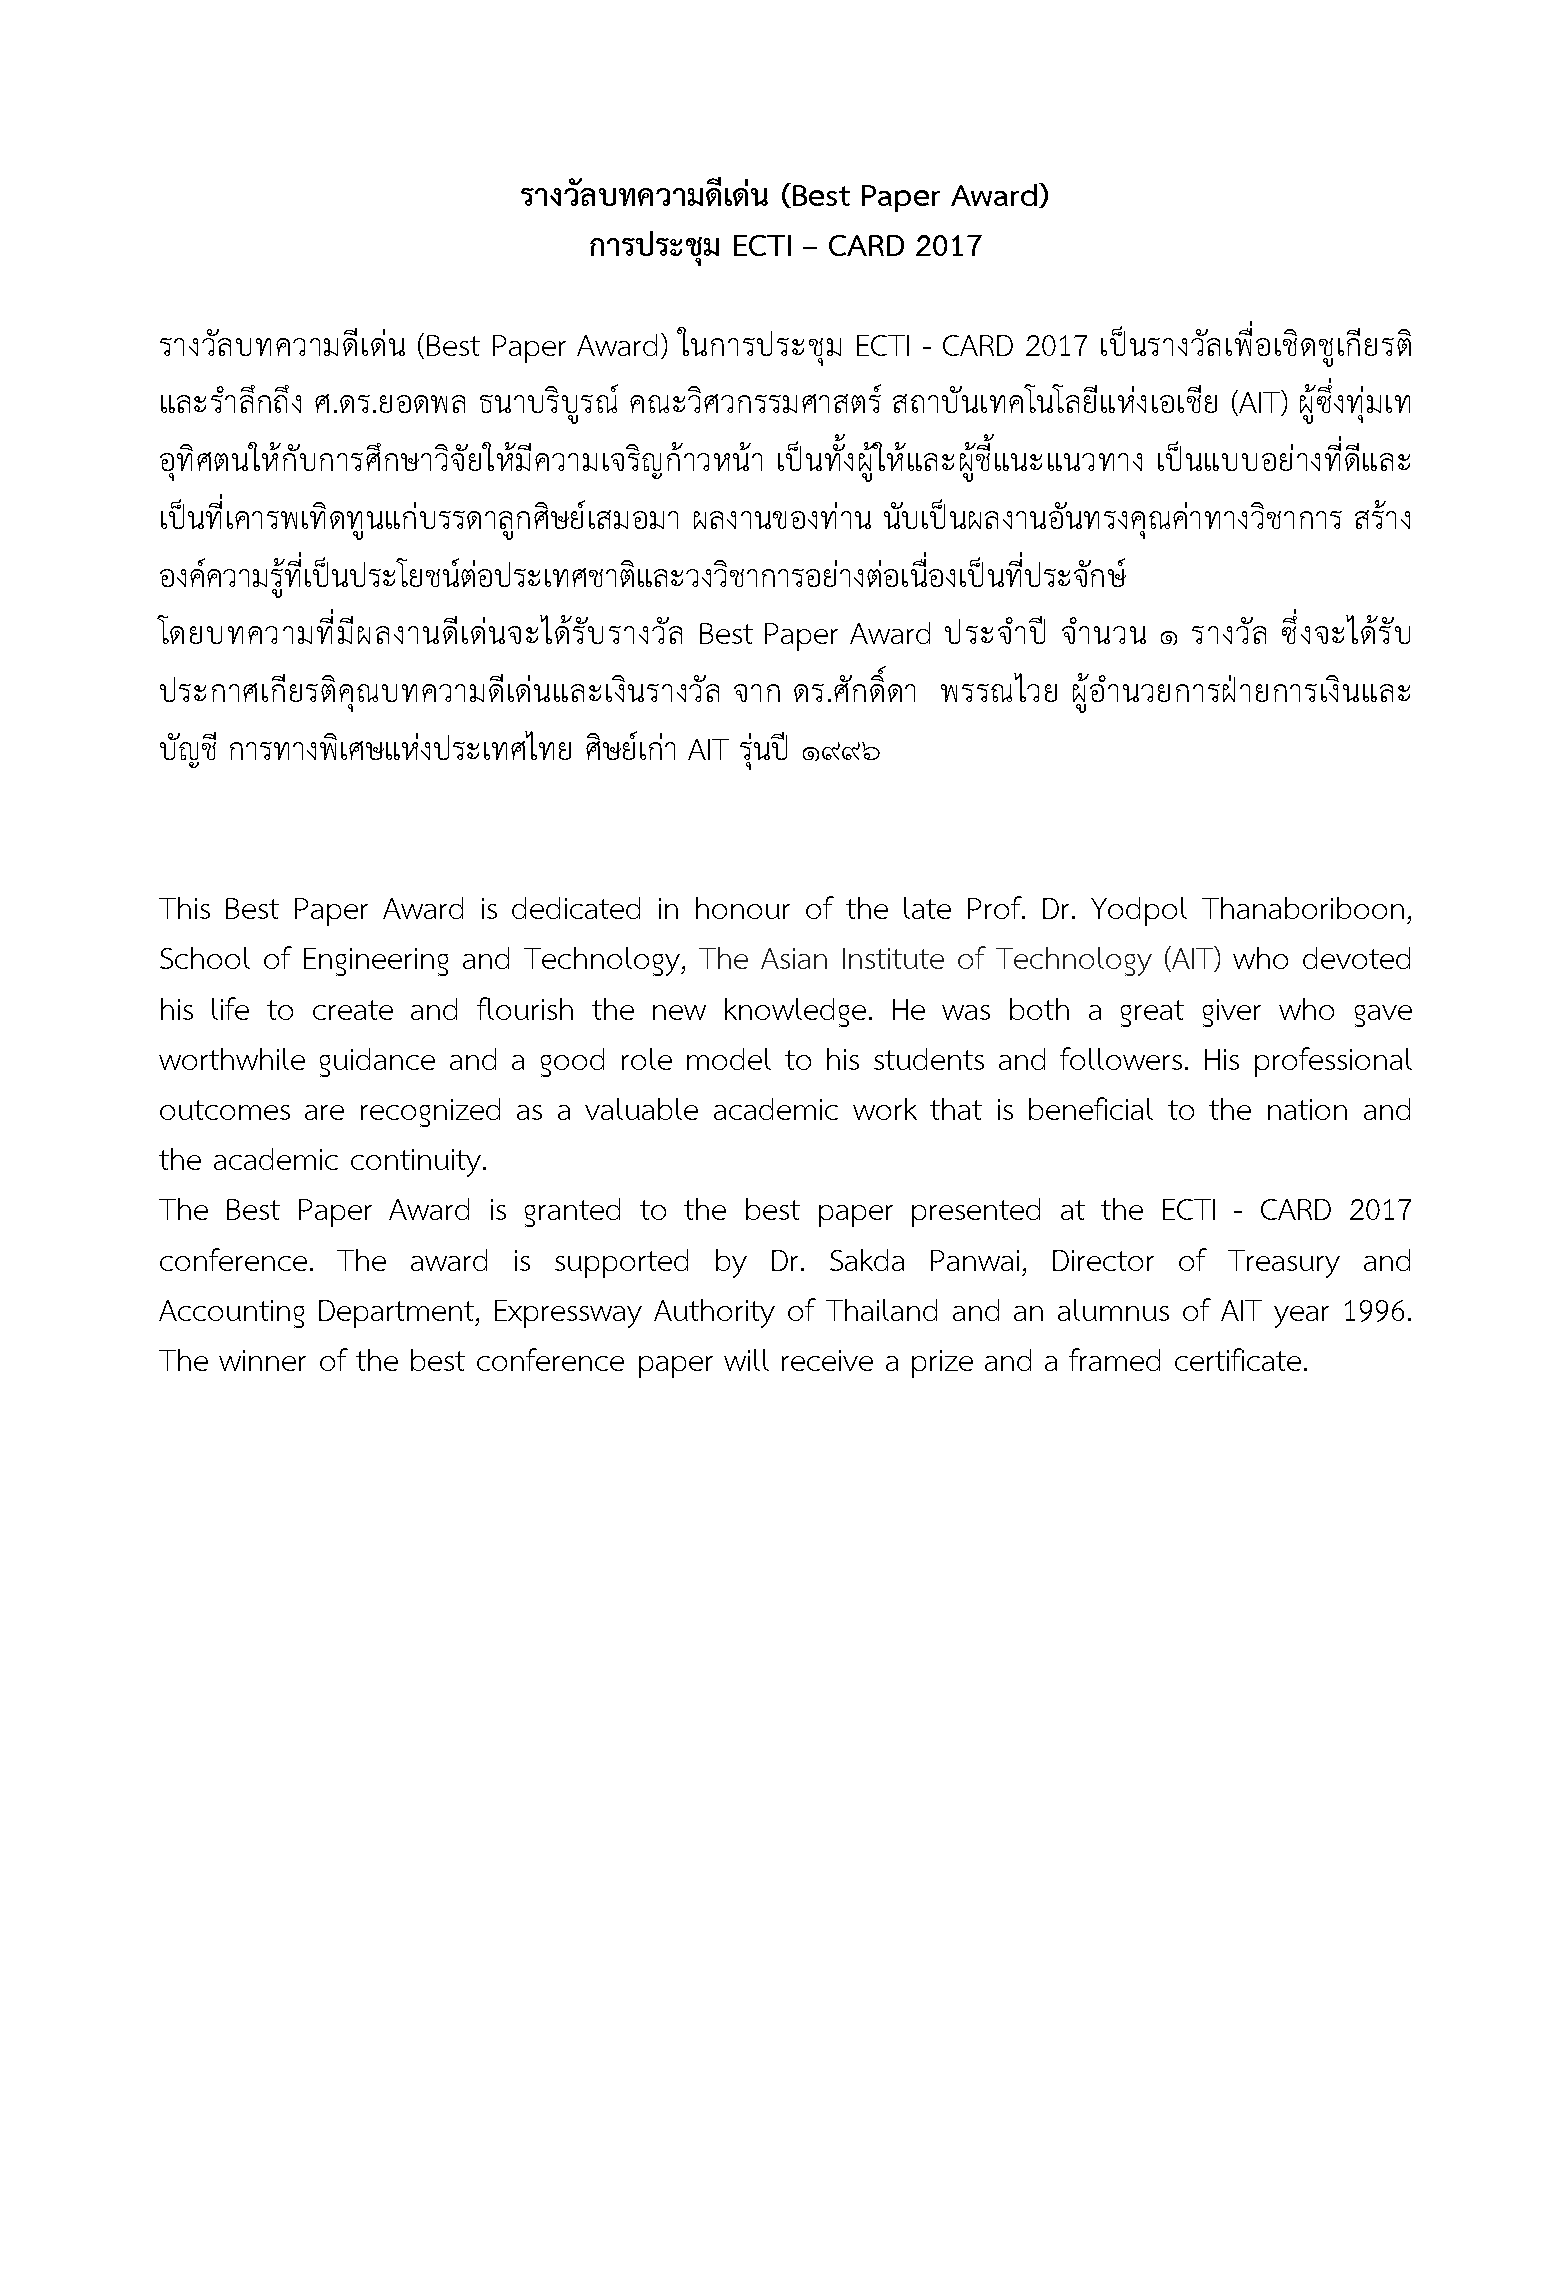 รางวัลบทความดีเด่น (Best Paper Award)
การประชุม ECTI – CARD 2017
รางวัลบทความดีเด่น (Best Paper Award) ในการประชุม ECTI - CARD 2017 เป็นรางวัลเพื่อเชิดชูเกียรติ
และรำลึกถึง ศ.ดร.ยอดพล ธนาบริบูรณ์ คณะวิศวกรรมศาสตร์ สถาบันเทคโนโลยีแห่งเอเชีย (AIT) ผู้ซึ่งทุ่มเท
อุทิศตนให้กับการศึกษาวิจัยให้มีความเจริญก้าวหน้า เป็นทั้งผู้ให้และผู้ชี้แนะแนวทาง เป็นแบบอย่างที่ดีและ
เป็นที่เคารพเทิดทูนแก่บรรดาลูกศิษย์เสมอมา ผลงานของท่าน นับเป็นผลงานอันทรงคุณค่าทางวิชาการ สร้าง
องค์ความรู้ที่เป็นประโยชน์ต่อประเทศชาติและวงวิชาการอย่างต่อเนื่องเป็นที่ประจักษ์
โดยบทความที่มีผลงานดีเด่นจะได้รับรางวัล Best Paper Award ประจำปี จำนวน ๑ รางวัล ซึ่งจะได้รับ
ประกาศเกียรติคุณบทความดีเด่นและเงินรางวัล จาก ดร.ศักดิ์ดา พรรณไวย ผู้อำนวยการฝ่ายการเงินและ
บัญชี การทางพิเศษแห่งประเทศไทย ศิษย์เก่า AIT รุ่นปี ๑๙๙๖
This Best Paper Award is dedicated in honour of the late Prof. Dr. Yodpol Thanaboriboon,
School of Engineering and Technology, The Asian Institute of Technology (AIT) who devoted
his life to create and flourish the new knowledge. He was both a great giver who gave
worthwhile guidance and a good role model to his students and followers. His professional
outcomes are recognized as a valuable academic work that is beneficial to the nation and
the academic continuity.
The Best Paper Award is granted to the best paper presented at the ECTI - CARD 2017
conference. The award is supported by Dr. Sakda Panwai, Director of Treasury and
Accounting Department, Expressway Authority of Thailand and an alumnus of AIT year 1996.
The winner of the best conference paper will receive a prize and a framed certificate.